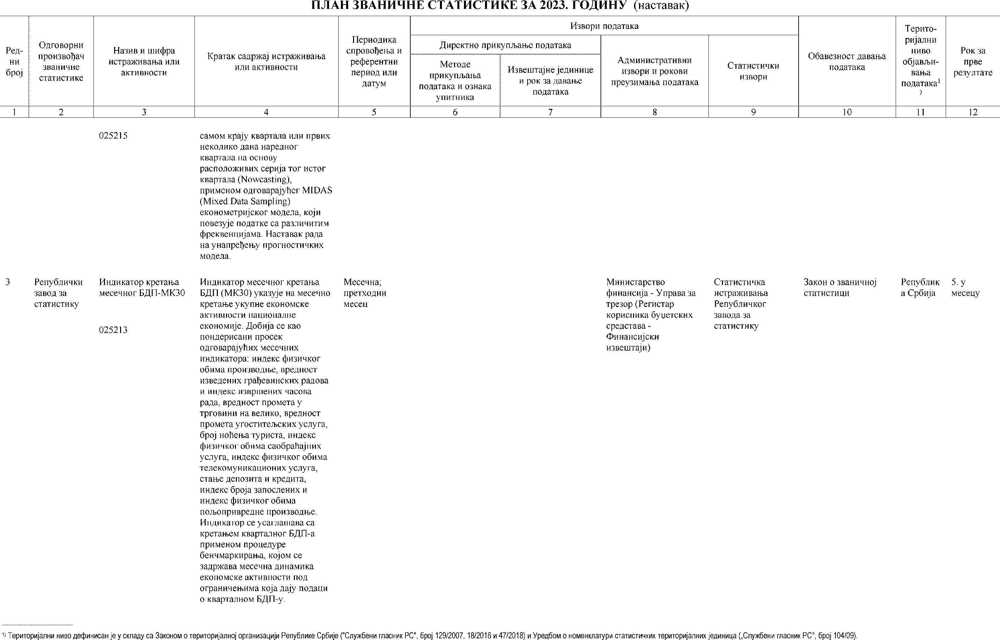 ПЛАН ЗВАНИЧНЕ СТАТИСТИКЕ ЗА 2023. ГОДИНУ (наставак)
Ред-
ни
број
Одговорни
произвођач
званичне
статистике
Назив и шифра
истраживања или
активности
Кратак садржај истраживања
или активности
Периодика
спровођења и
референтни
период или
датум
Извори података
Директно прикупљање података
Методе
прикупљања
података и ознака
упитника
Извештајне јединице
и рок за давање
података
Административни
извори и рокови
преузимања података
Статистички
извори
Обавезност давања
података
Терито-
ријални
ниво
објављи-
вања
података¹
)
Рок за
прве
резултате
1 2 3 4 5 6 7 8 9 10 11 12
025215
самом крају квартала или првих
неколико дана наредног
квартала на основу
расположивих серија тог истог
квартала (Nowcasting),
применом одговарајућег MIDAS
(Mixed Data Sampling)
економетријског модела, који
повезује податке са различитим
фреквенцијама. Наставак рада
на унапређењу прогностичких
модела.
3
Републички
завод за
статистику
Индикатор кретања
месечног БДП-МК30
025213
Индикатор месечног кретања
БДП (МК30) указује на месечно
кретање укупне економске
активности националне
економије. Добија се као
пондерисани просек
одговарајућих месечних
индикатора: индекс физичког
обима производње, вредност
изведених грађевинских радова
и индекс извршених часова
рада, вредност промета у
трговини на велико, вредност
промета угоститељских услуга,
број ноћења туриста, индекс
физичког обима саобраћајних
услуга, индекс физичког обима
телекомуникационих услуга,
стање депозита и кредита,
индекс броја запослених и
индекс физичког обима
пољопривредне производње.
Индикатор се усаглашава са
кретањем кварталног БДП-а
применом процедуре
бенчмаркирања, којом се
задржава месечна динамика
економске активности под
ограничењима која дају подаци
о кварталном БДП-у.
Месечна;
претходни
месец
Министарство
финансија - Управа за
трезор (Регистар
корисника буџетских
средстава -
Финансијски
извештаји)
Статистичка
истраживања
Републичког
завода за
статистику
Закон о званичној
статистици
Републик
а Србија
5. у
месецу
¹⁾ Територијални ниво дефинисан је у складу са Законом о територијалној организацији Републике Србије ("Службени гласник РС", број 129/2007, 18/2016 и 47/2018) и Уредбом о номенклатури статистичких територијалних јединица („Службени гласник РС", број 104/09).